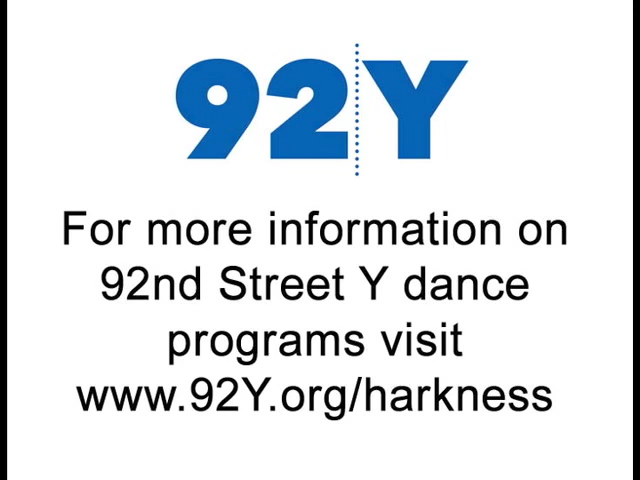 92Y
For more information on
92nd Street Y dance
programs visit
www.92Y.org/harkness